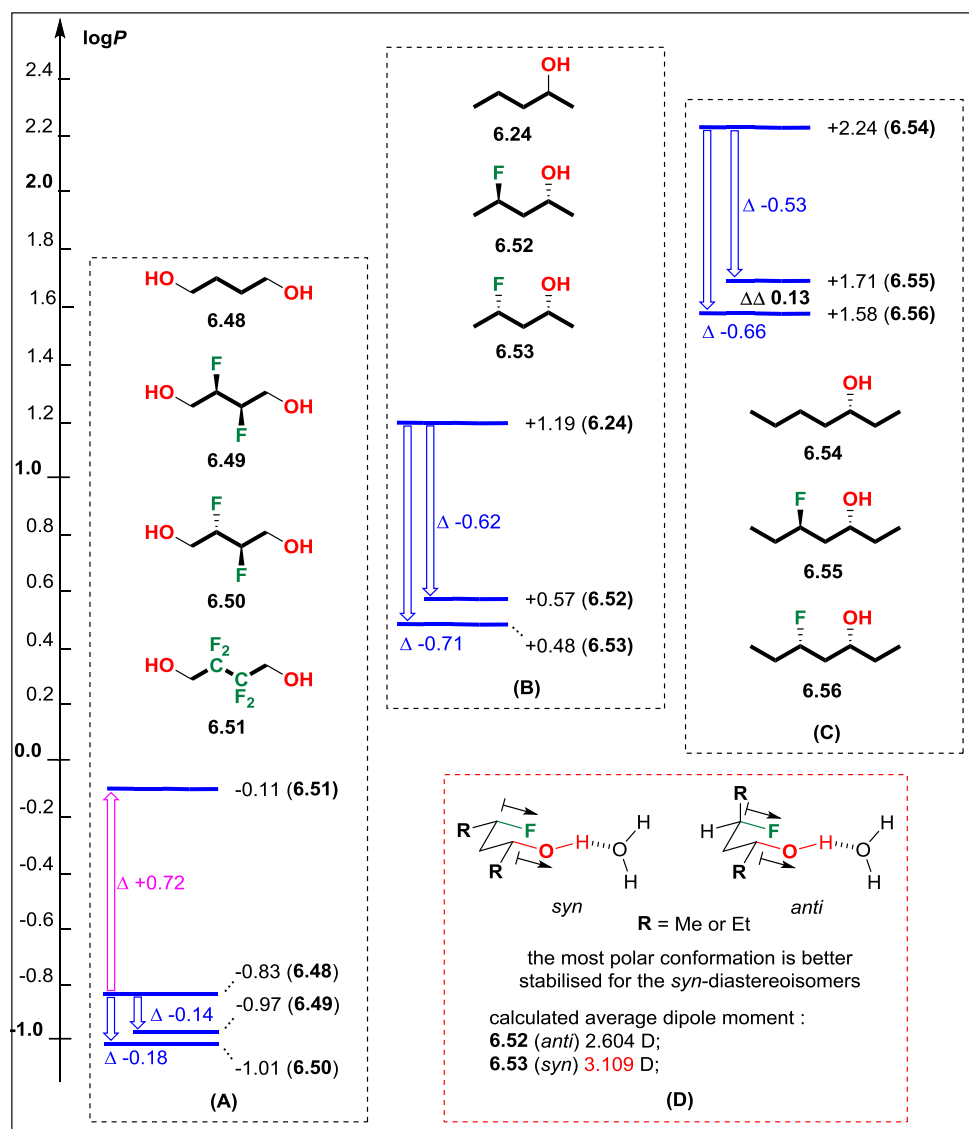 logP
2.4
2.2
2.0
1.8
1.6
1.4
1.2
1.0
0.8
0.6
0.4
0.2
0.0
-0.2
-0.4
-0.6
-0.8
-1.0
HO
OH
6.48
F
HO
OH
F
6.49
F
HO
OH
F
6.50
F2
HO
C
C
OH
F2
6.51
-0.11 (6.51)
Δ +0.72
-0.83 (6.48)
-0.97 (6.49)
Δ -0.14
Δ -0.18
-1.01 (6.50)
(A)
OH
6.24
F
OH
6.52
F
OH
6.53
+1.19 (6.24)
Δ -0.62
+0.57 (6.52)
Δ -0.71
+0.48 (6.53)
(B)
+2.24 (6.54)
Δ -0.53
+1.71 (6.55)
ΔΔ 0.13
+1.58 (6.56)
Δ -0.66
OH
6.54
F
OH
6.55
F
OH
6.56
(C)
R
F
R
O
H
O
H
H
syn
R
H
F
R
O
H
O
H
H
anti
R = Me or Et
the most polar conformation is better
stabilised for the syn-diastereoisomers
calculated average dipole moment :
6.52 (anti) 2.604 D;
6.53 (syn) 3.109 D;
(D)